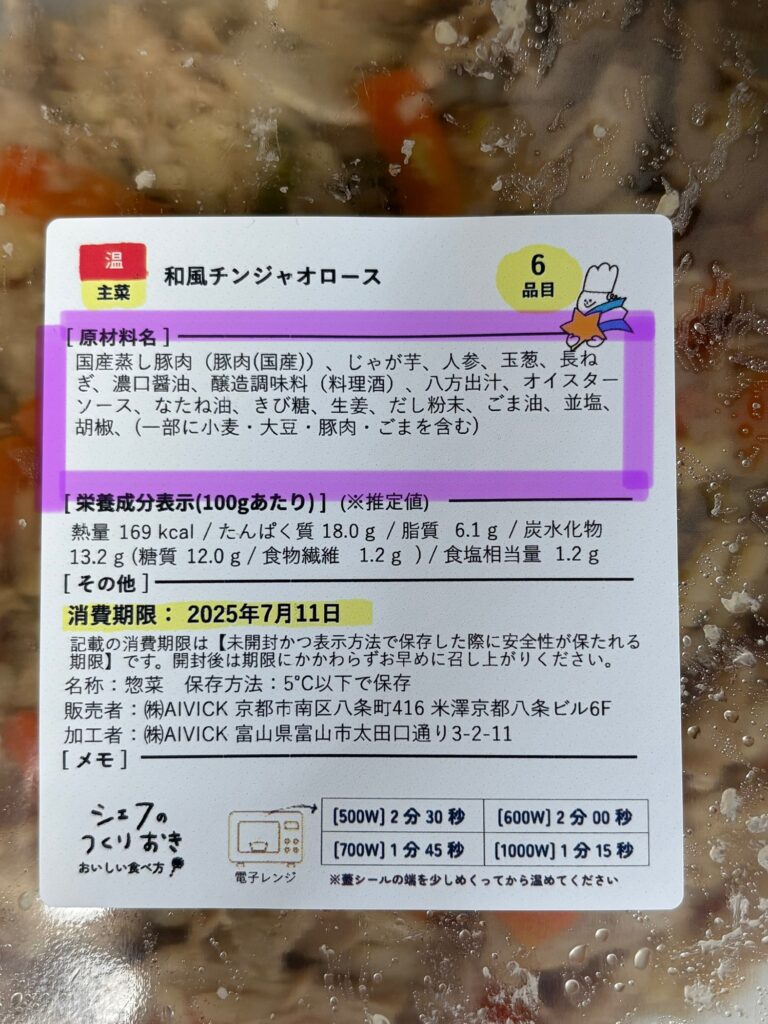 温
主菜
和風チンジャオロース
6
品目
[ 原材料名 ]
国産蒸し豚肉（豚肉(国産)）、じゃが芋、人参、玉葱、長ね
ぎ、濃口醤油、醸造調味料（料理酒）、八方出汁、オイスター
ソース、なたね油、きび糖、生姜、だし粉末、ごま油、並塩、
胡椒、（一部に小麦・大豆・豚肉・ごまを含む）
[ 栄養成分表示(100gあたり) ] (※推定値)
熱量 169 kcal / たんぱく質 18.0 g / 脂質 6.1 g / 炭水化物
13.2 g (糖質 12.0 g / 食物繊維 1.2 g ) / 食塩相当量 1.2 g
[ その他 ]
消費期限： 2025年7月11日
記載の消費期限は【未開封かつ表示方法で保存した際に安全性が保たれる
期限】です。開封後は期限にかかわらずお早めに召し上がりください。
名称：惣菜 保存方法：5℃以下で保存
販売者：㈱AIVICK 京都市南区八条町416 米澤京都八条ビル6F
加工者：㈱AIVICK 富山県富山市太田口通り3-2-11
[ メモ ]
シェフの
つくりおき
おいしい食べ方
電子レンジ
[500W] 2 分 30 秒 [600W] 2 分 00 秒
[700W] 1 分 45 秒 [1000W] 1 分 15 秒
※蓋シールの端を少しめくってから温めてください